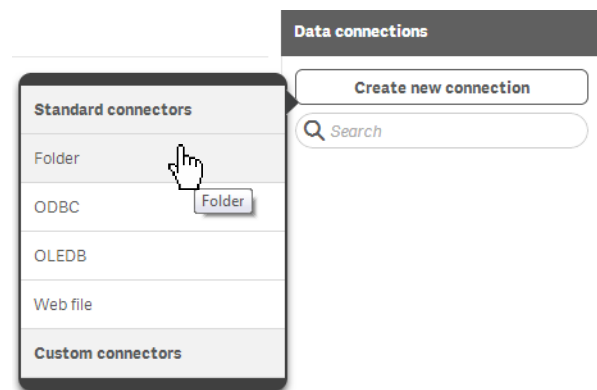 Data connections
Create new connection
Search
Standard connectors
Folder
Folder
ODBC
OLEDB
Web file
Custom connectors